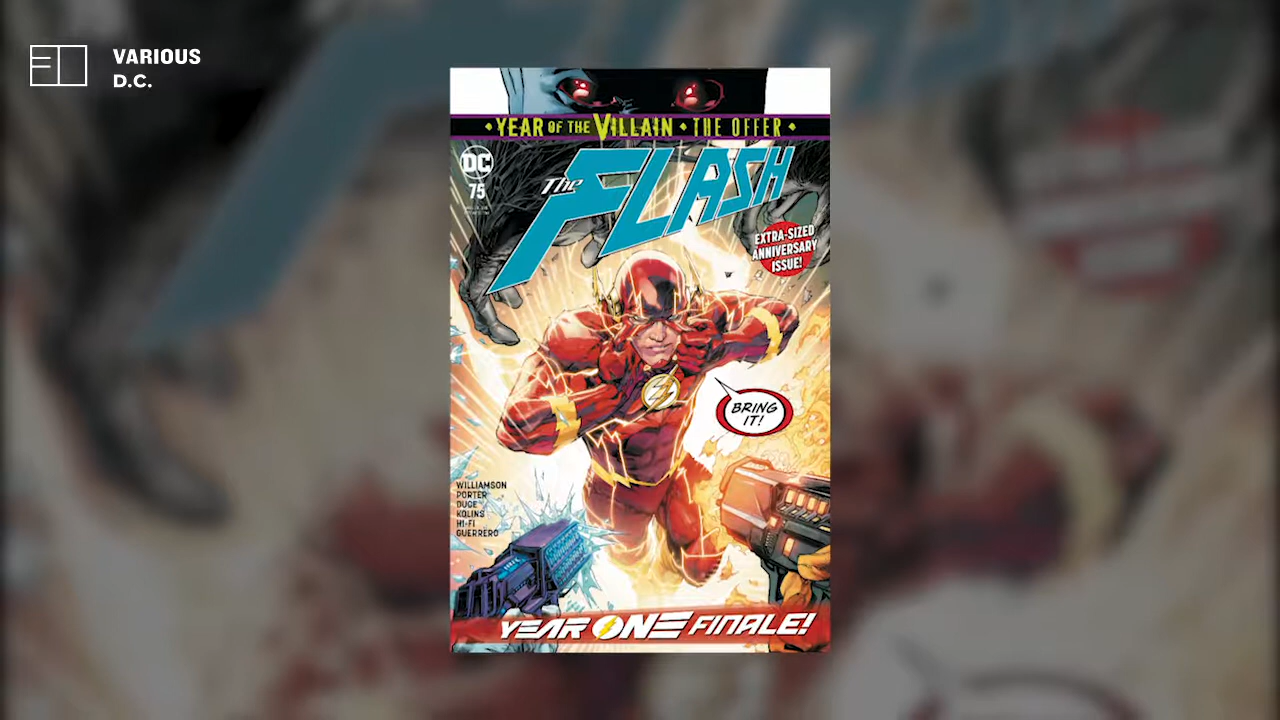 VARIOUS
D.C.
YEAR OF THE VILLAIN • THE OFFER
DC
75
The FLASH
EXTRA-SIZED
ANNIVERSARY
ISSUE!
BRING
IT!
WILLIAMSON
PORTER
DUCE
KOLINS
HI-FI
GUERRERO
YEAR ONE FINALE!